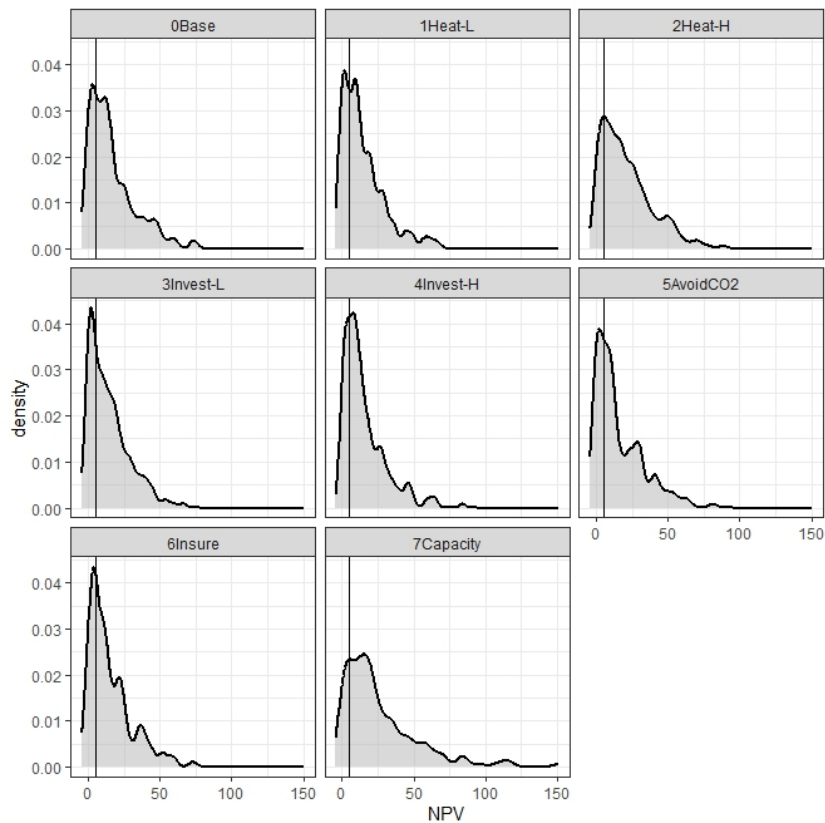 0Base 1Heat-L 2Heat-H
0.04
0.03
0.02
0.01
0.00
3Invest-L 4Invest-H 5AvoidCO2
0.04
0.03
0.02
0.01
0.00
0 50 100 150
6Insure 7Capacity
0.04
0.03
0.02
0.01
0.00
0 50 100 150 0 50 100 150
density
NPV